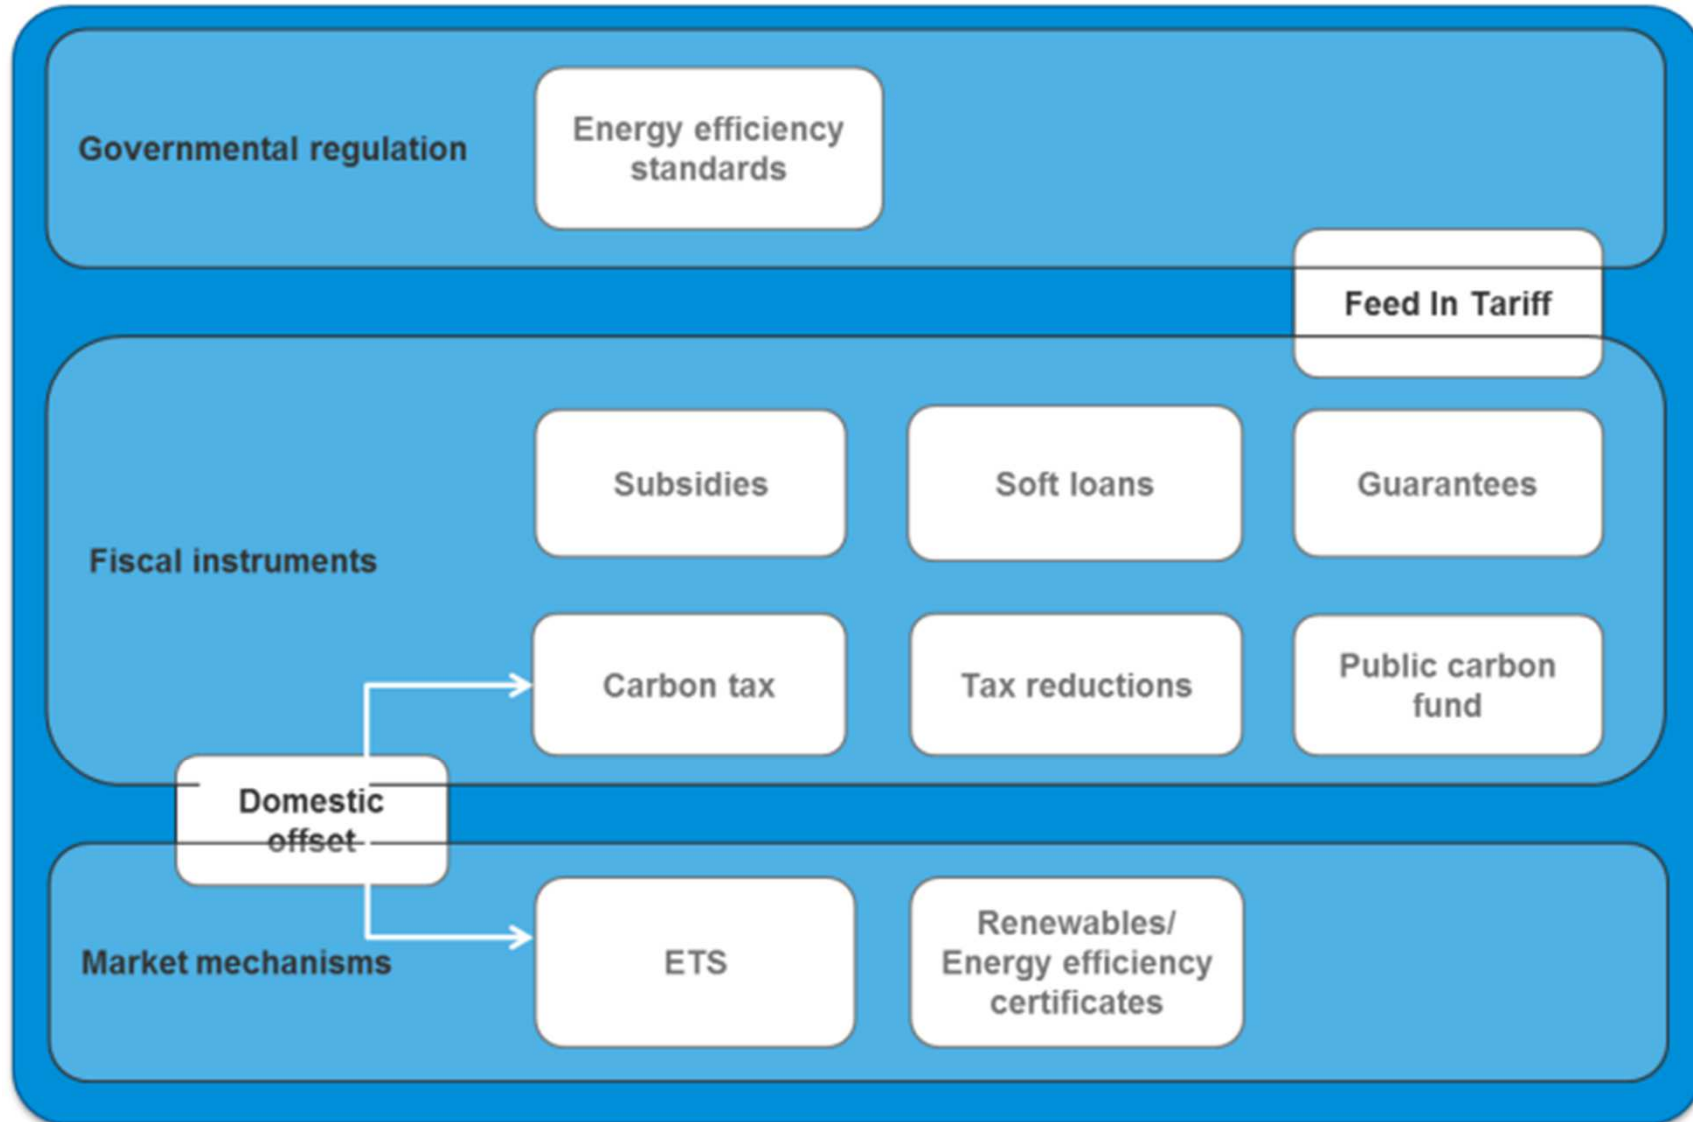 Governmental regulation
Energy efficiency
standards
Feed In Tariff
Fiscal instruments
Subsidies
Soft loans
Guarantees
Carbon tax
Tax reductions
Public carbon
fund
Domestic
offset
Market mechanisms
ETS
Renewables/
Energy efficiency
certificates